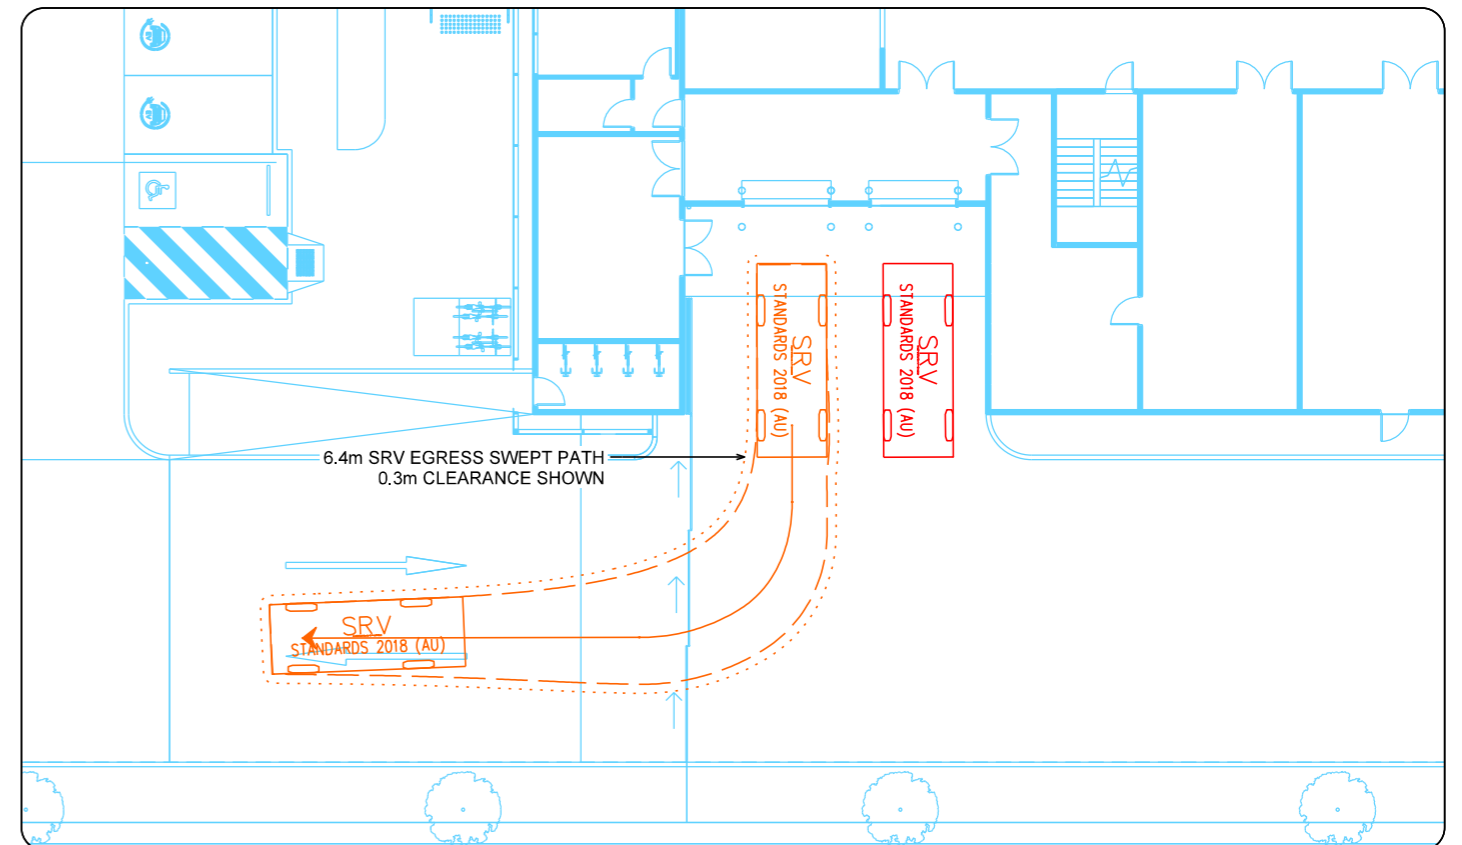 SRV
STANDARDS 2018 (AU)
SRV
STANDARDS 2018 (AU)
6.4m SRV EGRESS SWEPT PATH
0.3m CLEARANCE SHOWN
SRV
STANDARDS 2018 (AU)